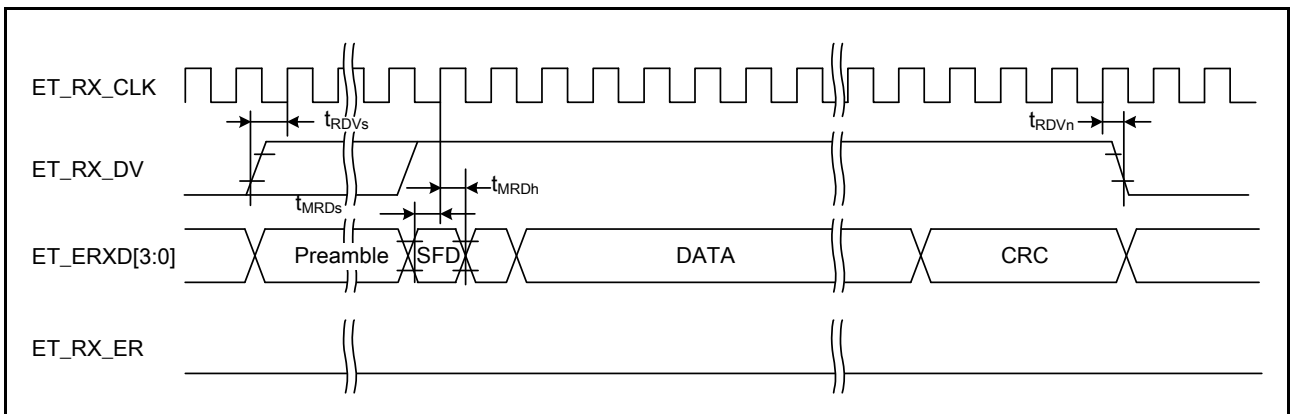 ET_RX_CLK
tRDVs
tRDVn
ET_RX_DV
tMRDh
tMRDs
ET_ERXD[3:0] Preamble SFD DATA CRC
ET_RX_ER